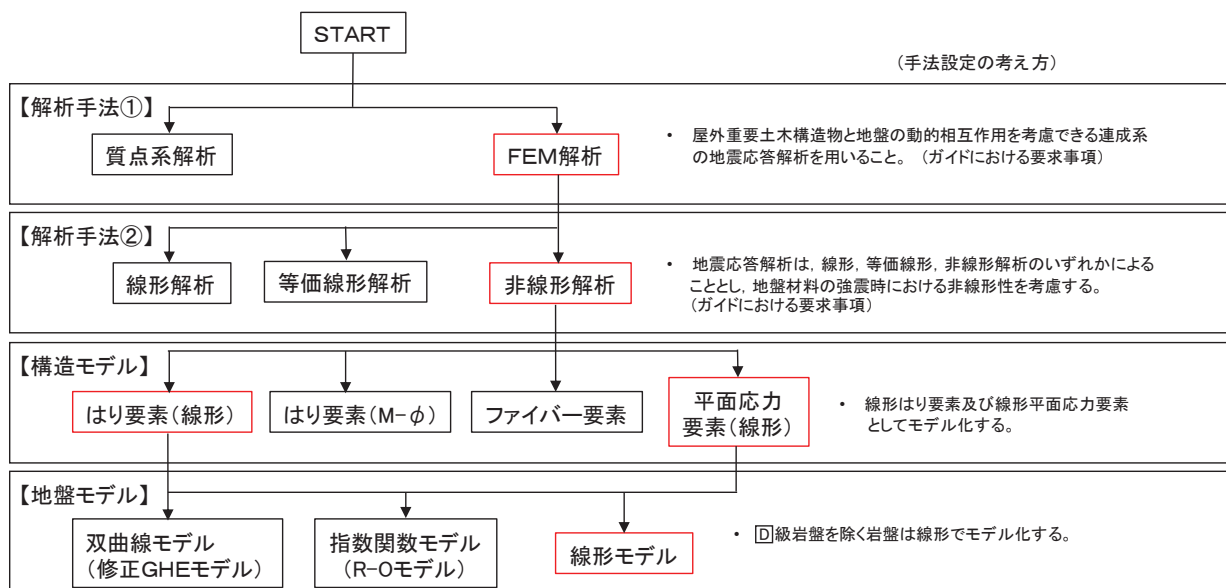 START
（手法設定の考え方）
【解析手法①】
質点系解析
FEM解析
・ 屋外重要土木構造物と地盤の動的相互作用を考慮できる連成系
の地震応答解析を用いること。（ガイドにおける要求事項）
【解析手法②】
線形解析
等価線形解析
非線形解析
・ 地震応答解析は，線形，等価線形，非線形解析のいずれかによる
こととし，地盤材料の強震時における非線形性を考慮する。
（ガイドにおける要求事項）
【構造モデル】
はり要素（線形）
はり要素（M-φ）
ファイバー要素
平面応力
要素（線形）
・ 線形はり要素及び線形平面応力要素
としてモデル化する。
【地盤モデル】
双曲線モデル
（修正GHEモデル）
指数関数モデル
（R-Oモデル）
線形モデル
・ D級岩盤を除く岩盤は線形でモデル化する。